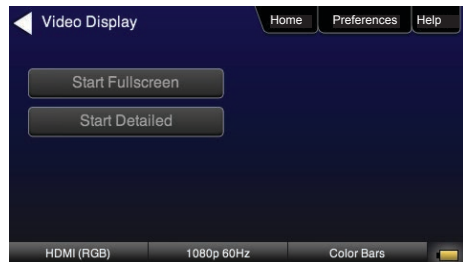 Video Display
Home
Preferences
Help
Start Fullscreen
Start Detailed
HDMI (RGB)
1080p 60Hz
Color Bars